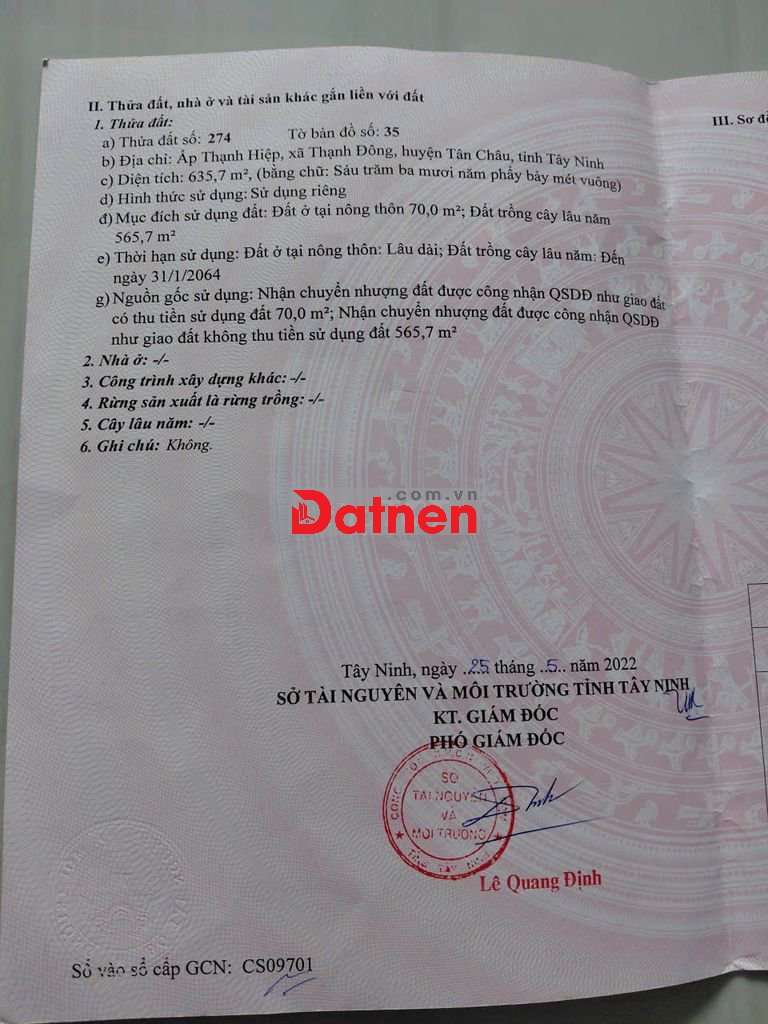 II. Thửa đất, nhà ở và tài sản khác gắn liền với đất
III. Sơ đồ
1. Thửa đất:
a) Thửa đất số: 274 Tờ bản đồ số: 35
b) Địa chỉ: Ấp Thạnh Hiệp, xã Thạnh Đông, huyện Tân Châu, tỉnh Tây Ninh
c) Diện tích: 635,7 m², (bằng chữ: Sáu trăm ba mươi năm phẩy bảy mét vuông)
d) Hình thức sử dụng: Sử dụng riêng
đ) Mục đích sử dụng đất: Đất ở tại nông thôn 70,0 m²; Đất trồng cây lâu năm
565,7 m²
e) Thời hạn sử dụng: Đất ở tại nông thôn: Lâu dài; Đất trồng cây lâu năm: Đến
ngày 31/1/2064
g) Nguồn gốc sử dụng: Nhận chuyển nhượng đất được công nhận QSDĐ như giao đất
có thu tiền sử dụng đất 70,0 m²; Nhận chuyển nhượng đất được công nhận QSDĐ
như giao đất không thu tiền sử dụng đất 565,7 m²
2. Nhà ở: -/-
3. Công trình xây dựng khác: -/-
4. Rừng sản xuất là rừng trồng: -/-
5. Cây lâu năm: -/-
6. Ghi chú: Không.
.com.vn
Datnen
Tây Ninh, ngày 25 tháng 5 năm 2022
SỞ TÀI NGUYÊN VÀ MÔI TRƯỜNG TỈNH TÂY NINH
KT. GIÁM ĐỐC
PHÓ GIÁM ĐỐC
SỞ
TÀI NGUYÊN
VÀ
MÔI TRƯỜNG
TỈNH TÂY NINH
Lê Quang Định
Số vào sổ cấp GCN: CS09701